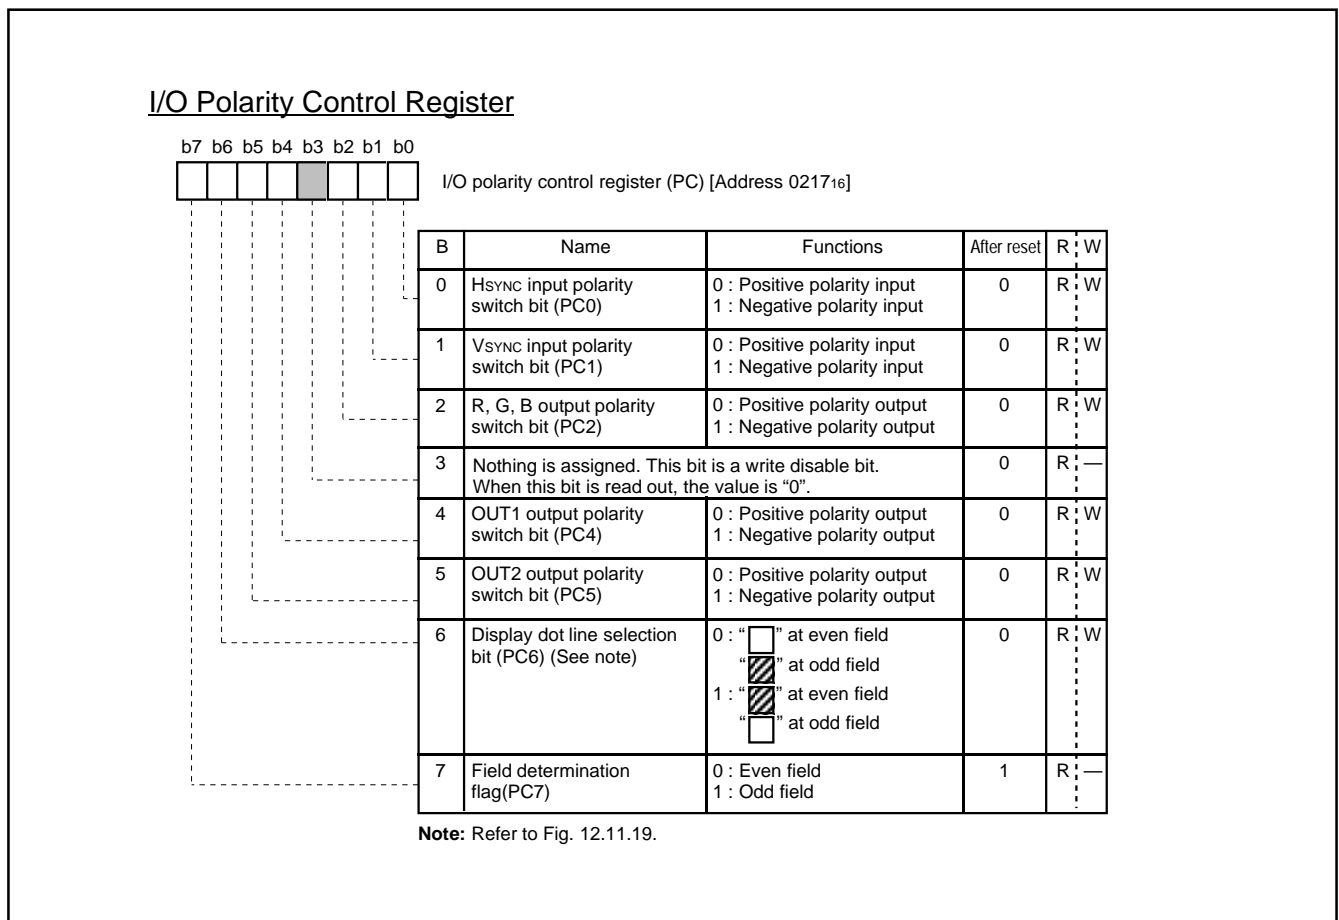 I/O Polarity Control Register
b7 b6 b5 b4 b3 b2 b1 b0
I/O polarity control register (PC) [Address 021716]
B Name Functions After reset R W
0 HSYNC input polarity switch bit (PC0) 0 : Positive polarity input 0 R W
1 : Negative polarity input
1 VSYNC input polarity switch bit (PC1) 0 : Positive polarity input 0 R W
1 : Negative polarity input
2 R, G, B output polarity switch bit (PC2) 0 : Positive polarity output 0 R W
1 : Negative polarity output
3 Nothing is assigned. This bit is a write disable bit. 0 R —
When this bit is read out, the value is “0”.
4 OUT1 output polarity switch bit (PC4) 0 : Positive polarity output 0 R W
1 : Negative polarity output
5 OUT2 output polarity switch bit (PC5) 0 : Positive polarity output 0 R W
1 : Negative polarity output
6 Display dot line selection bit (PC6) (See note) 0 : “ ” at even field 0 R W
“ ” at odd field
1 : “ ” at even field
“ ” at odd field
7 Field determination flag(PC7) 0 : Even field 1 R —
1 : Odd field
Note: Refer to Fig. 12.11.19.